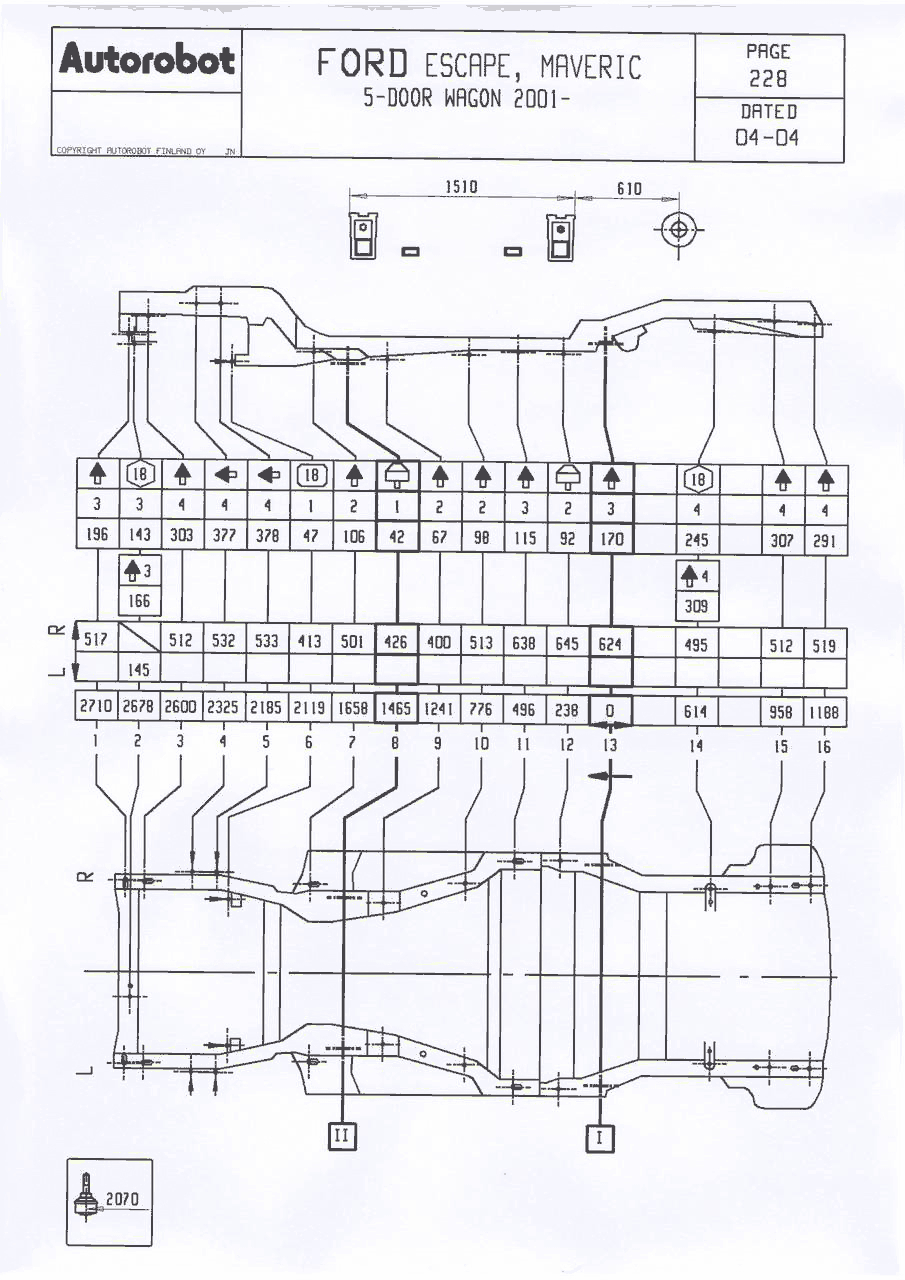 Autorobot
COPYRIGHT AUTOROBOT FINLAND OY JN
FORD ESCAPE, MAVERIC
5-DOOR WAGON 2001-
PAGE
228
DATED
04-04
1510 610
18 18 18
3 3 4 4 4 1 2 1 2 2 3 2 3 4 4 4
196 143 303 377 378 47 106 42 67 98 115 92 170 245 307 291
3 4
166 309
R 517 512 532 533 413 501 426 400 513 638 645 624 495 512 519
L 145
2710 2678 2600 2325 2185 2119 1658 1465 1241 776 496 238 0 614 958 1188
1 2 3 4 5 6 7 8 9 10 11 12 13 14 15 16
R
L
II I
2070